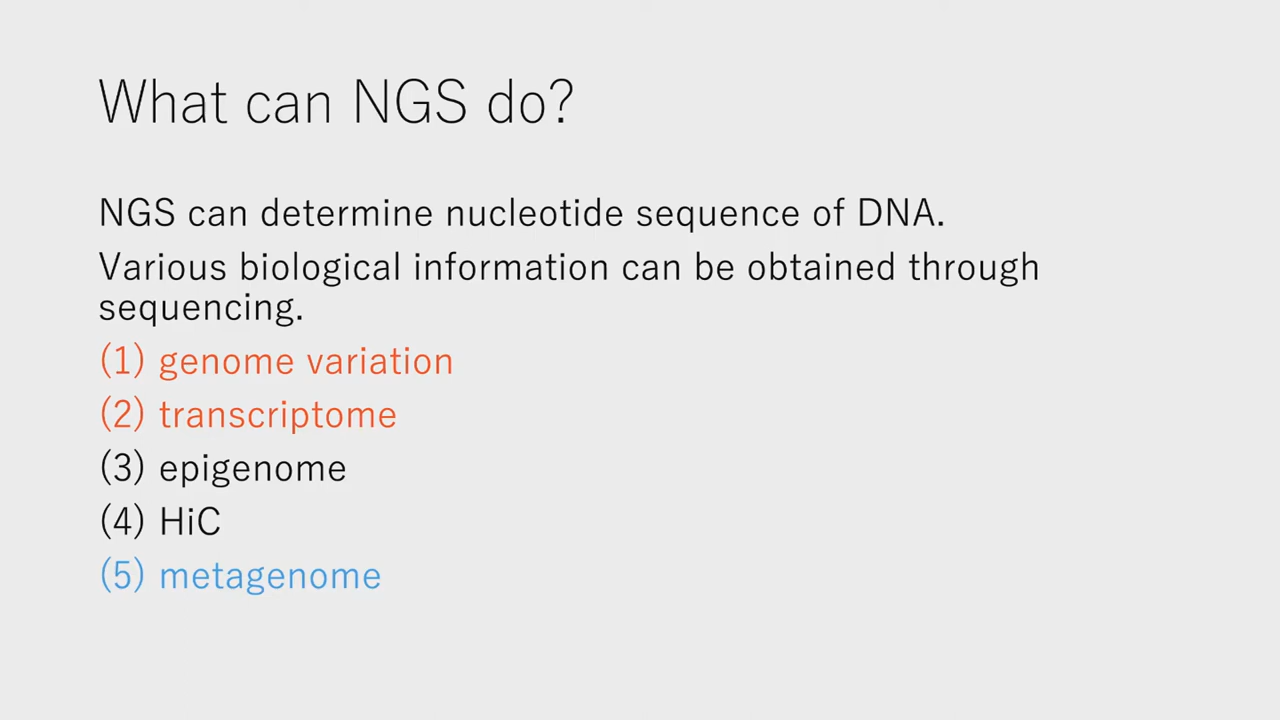 What can NGS do?
NGS can determine nucleotide sequence of DNA.
Various biological information can be obtained through
sequencing.
(1) genome variation
(2) transcriptome
(3) epigenome
(4) HiC
(5) metagenome